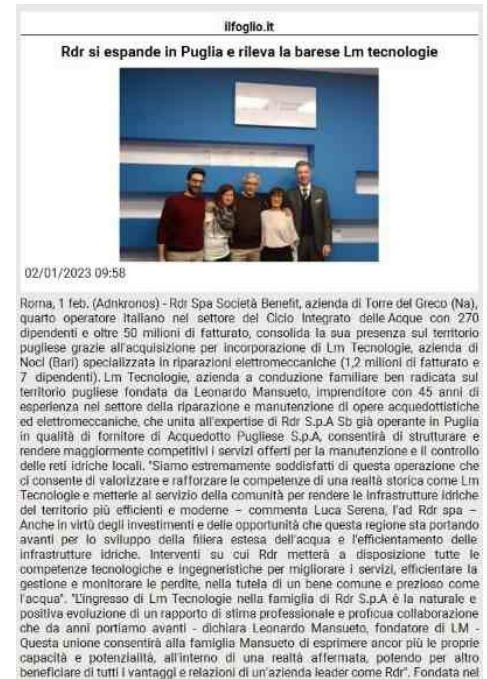 ilfoglio.it
Rdr si espande in Puglia e rileva la barese Lm tecnologie
02/01/2023 09:58
Roma, 1 feb. (Adnkronos) - Rdr Spa Società Benefit, azienda di Torre del Greco (Na),
quarto operatore italiano nel settore del Ciclo Integrato delle Acque con 270
dipendenti e oltre 50 milioni di fatturato, consolida la sua presenza sul territorio
pugliese grazie all'acquisizione per incorporazione di Lm Tecnologie, azienda di
Noci (Bari) specializzata in riparazioni elettromeccaniche (1,2 milioni di fatturato e
7 dipendenti). Lm Tecnologie, azienda a conduzione familiare ben radicata sul
territorio pugliese fondata da Leonardo Mansueto, imprenditore con 45 anni di
esperienza nel settore della riparazione e manutenzione di opere acquedottistiche
ed elettromeccaniche, che unita all'expertise di Rdr S.p.A Sb già operante in Puglia
in qualità di fornitore di Acquedotto Pugliese S.p.A, consentirà di strutturare e
rendere maggiormente competitivi i servizi offerti per la manutenzione e il controllo
delle reti idriche locali. "Siamo estremamente soddisfatti di questa operazione che
ci consente di valorizzare e rafforzare le competenze di una realtà storica come Lm
Tecnologie e metterle al servizio della comunità per rendere le infrastrutture idriche
del territorio più efficienti e moderne – commenta Luca Serena, l'ad Rdr spa –
Anche in virtù degli investimenti e delle opportunità che questa regione sta portando
avanti per lo sviluppo della filiera estesa dell'acqua e l'efficientamento delle
infrastrutture idriche. Interventi su cui Rdr metterà a disposizione tutte le
competenze tecnologiche e ingegneristiche per migliorare i servizi, efficientare la
gestione e monitorare le perdite, nella tutela di un bene comune e prezioso come
l'acqua". "L'ingresso di Lm Tecnologie nella famiglia di Rdr S.p.A è la naturale e
positiva evoluzione di un rapporto di stima professionale e proficua collaborazione
che da anni portiamo avanti - dichiara Leonardo Mansueto, fondatore di LM -
Questa unione consentirà alla famiglia Mansueto di esprimere ancor più le proprie
capacità e potenzialità, all'interno di una realtà affermata, potendo per altro
beneficiare di tutti i vantaggi e relazioni di un'azienda leader come Rdr". Fondata nel